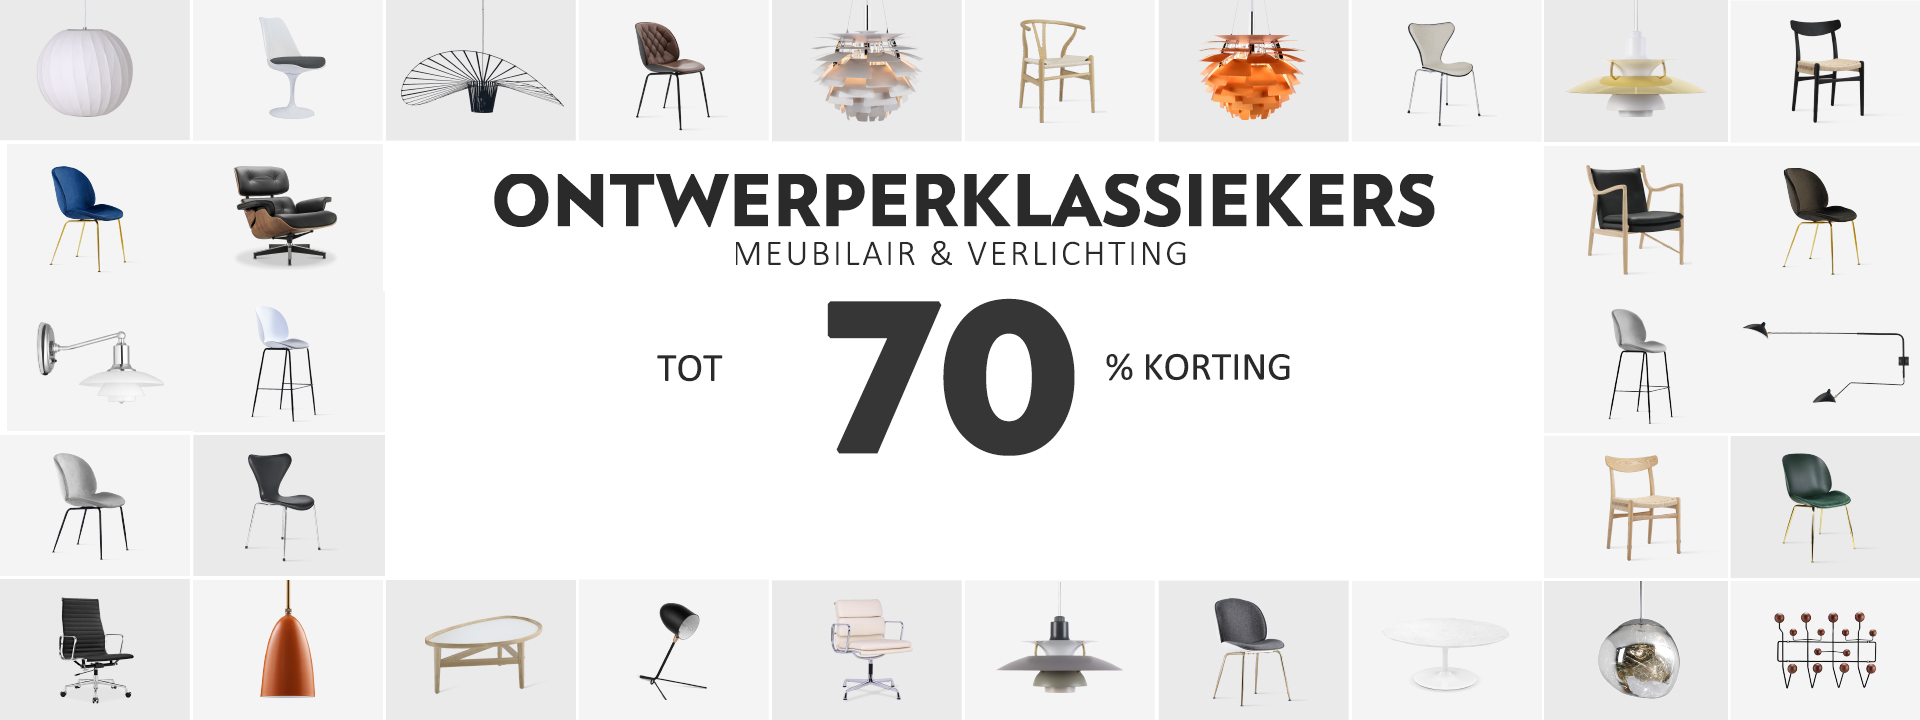 ONTWERPERKLASSIEKERS
MEUBILAIR & VERLICHTING
TOT 70 % KORTING